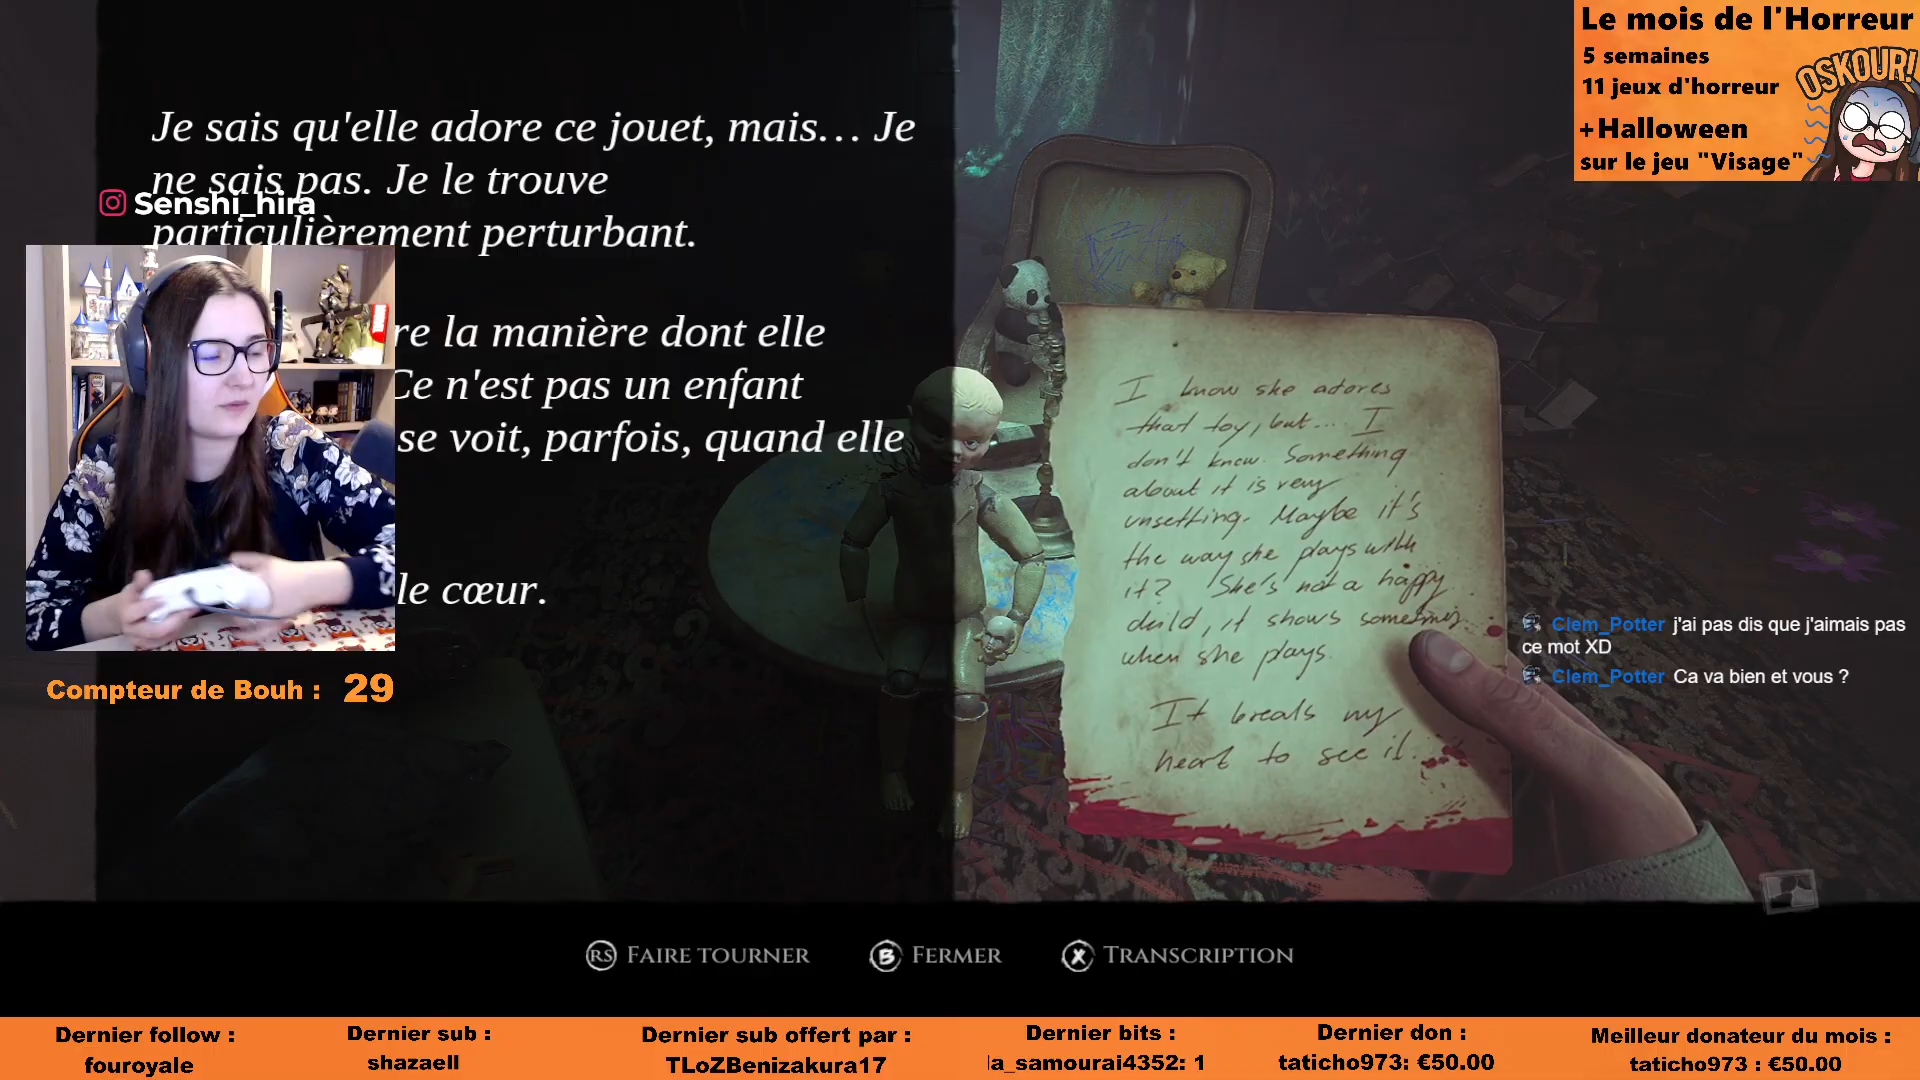 Le mois de l'Horreur
5 semaines
11 jeux d'horreur
+Halloween
sur le jeu "Visage"
OSKOUR!
Je sais qu'elle adore ce jouet, mais… Je
ne sais pas. Je le trouve
particulièrement perturbant.
Senshi_hira
re la manière dont elle
Ce n'est pas un enfant
se voit, parfois, quand elle
le cœur.
I know she adores
that toy, but... I
don't know. Something
about it is very
unsettling. Maybe it's
the way she plays with
it? She's not a happy
child, it shows sometimes
when she plays.
It breaks my
heart to see it.
Clem_Potter j'ai pas dis que j'aimais pas
ce mot XD
Clem_Potter Ca va bien et vous ?
Compteur de Bouh : 29
RS FAIRE TOURNER
B FERMER
X TRANSCRIPTION
Dernier follow :
fouroyale
Dernier sub :
shazaell
Dernier sub offert par :
TLoZBenizakura17
Dernier bits :
la_samourai4352: 1
Dernier don :
taticho973: €50.00
Meilleur donateur du mois :
taticho973 : €50.00